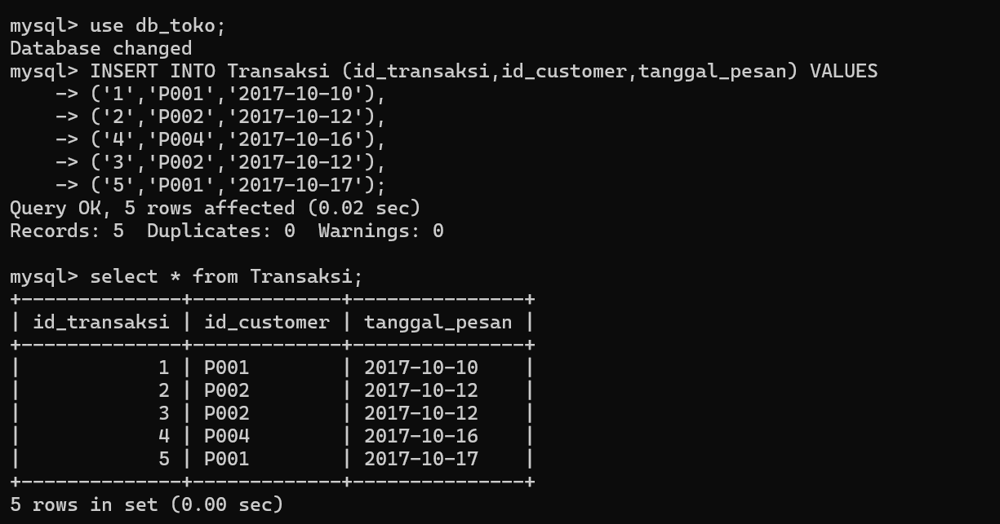 mysql> use db_toko;
Database changed
mysql> INSERT INTO Transaksi (id_transaksi,id_customer,tanggal_pesan) VALUES
    -> ('1','P001','2017-10-10'),
    -> ('2','P002','2017-10-12'),
    -> ('4','P004','2017-10-16'),
    -> ('3','P002','2017-10-12'),
    -> ('5','P001','2017-10-17');
Query OK, 5 rows affected (0.02 sec)
Records: 5  Duplicates: 0  Warnings: 0

mysql> select * from Transaksi;
+--------------+-------------+---------------+
| id_transaksi | id_customer | tanggal_pesan |
+--------------+-------------+---------------+
|            1 | P001        | 2017-10-10    |
|            2 | P002        | 2017-10-12    |
|            3 | P002        | 2017-10-12    |
|            4 | P004        | 2017-10-16    |
|            5 | P001        | 2017-10-17    |
+--------------+-------------+---------------+
5 rows in set (0.00 sec)